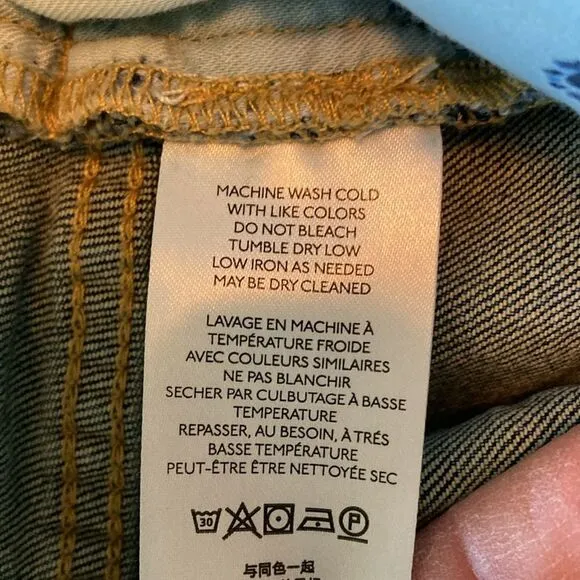 MACHINE WASH COLD
WITH LIKE COLORS
DO NOT BLEACH
TUMBLE DRY LOW
LOW IRON AS NEEDED
MAY BE DRY CLEANED
LAVAGE EN MACHINE À
TEMPÉRATURE FROIDE
AVEC COULEURS SIMILAIRES
NE PAS BLANCHIR
SECHER PAR CULBUTAGE À BASSE
TEMPERATURE
REPASSER, AU BESOIN, À TRÉS
BASSE TEMPÉRATURE
PEUT-ÊTRE ÊTRE NETTOYÉE SEC
30 P
与同色一起